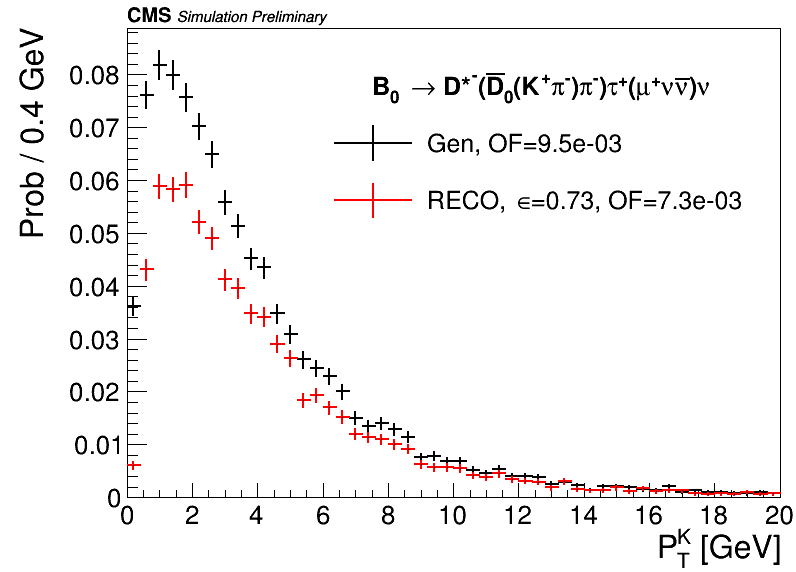 CMS Simulation Preliminary
Prob / 0.4 GeV
B₀ → D*⁻(D̅₀(K⁺π⁻)π⁻)τ⁺(μ⁺νν̅)ν
Gen, OF=9.5e-03
RECO, ϵ=0.73, OF=7.3e-03
0.08
0.07
0.06
0.05
0.04
0.03
0.02
0.01
0
0 2 4 6 8 10 12 14 16 18 20
P_T^K [GeV]